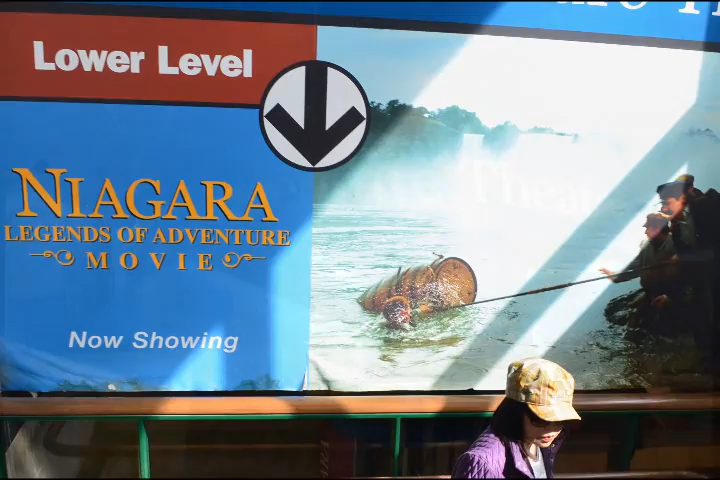 Lower Level
NIAGARA
LEGENDS OF ADVENTURE
MOVIE
Now Showing